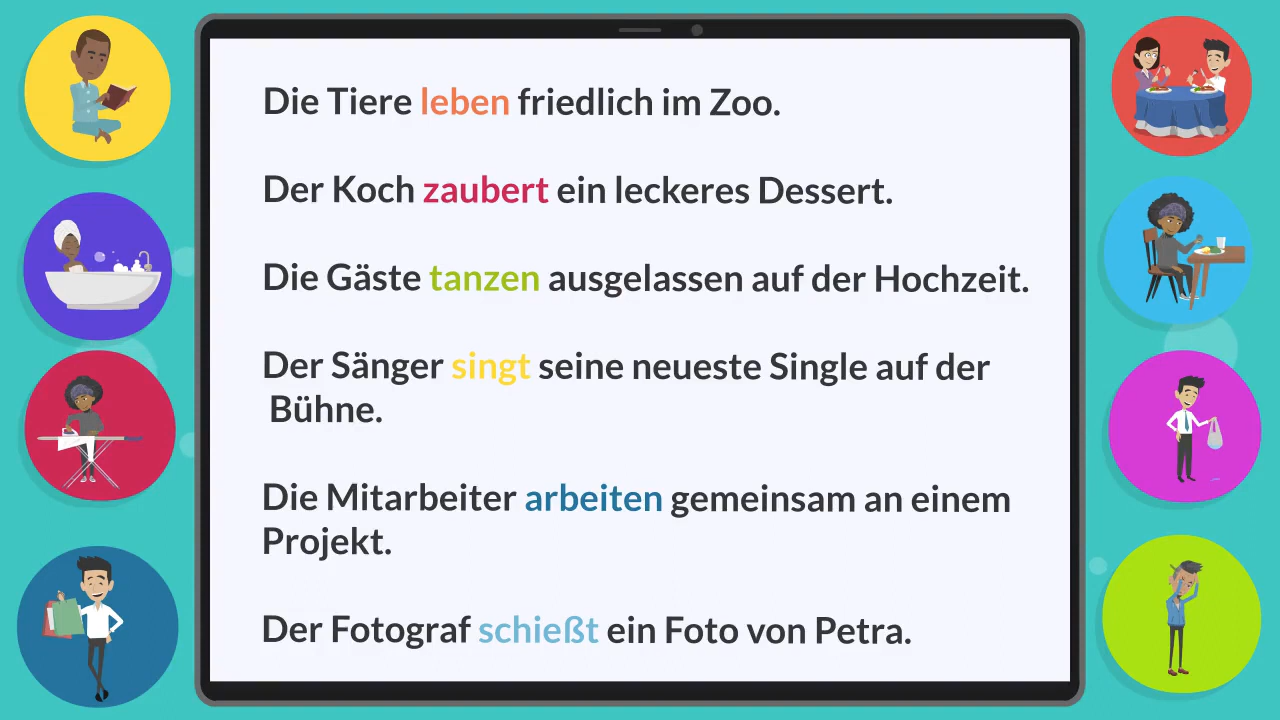 Die Tiere leben friedlich im Zoo.
Der Koch zaubert ein leckeres Dessert.
Die Gäste tanzen ausgelassen auf der Hochzeit.
Der Sänger singt seine neueste Single auf der
Bühne.
Die Mitarbeiter arbeiten gemeinsam an einem
Projekt.
Der Fotograf schießt ein Foto von Petra.